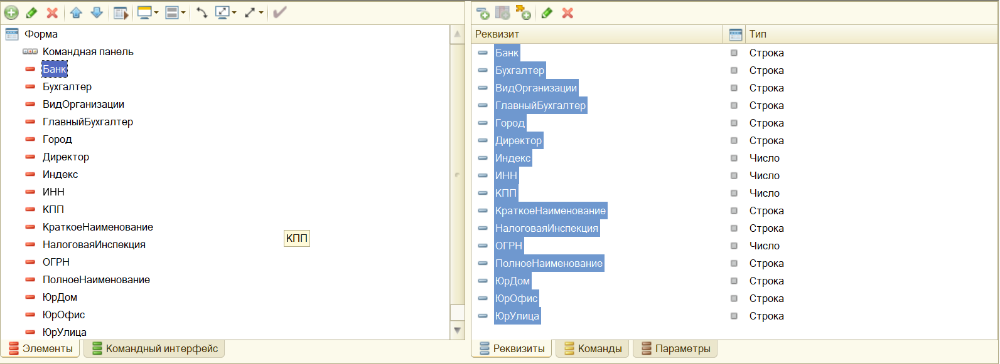 Форма
Командная панель
Банк
Бухгалтер
ВидОрганизации
ГлавныйБухгалтер
Город
Директор
Индекс
ИНН
КПП
КраткоеНаименование
НалоговаяИнспекция
ОГРН
ПолноеНаименование
ЮрДом
ЮрОфис
ЮрУлица
КПП
Элементы Командный интерфейс
Реквизит Тип
Банк Строка
Бухгалтер Строка
ВидОрганизации Строка
ГлавныйБухгалтер Строка
Город Строка
Директор Строка
Индекс Число
ИНН Число
КПП Число
КраткоеНаименование Строка
НалоговаяИнспекция Строка
ОГРН Число
ПолноеНаименование Строка
ЮрДом Строка
ЮрОфис Строка
ЮрУлица Строка
Реквизиты Команды Параметры